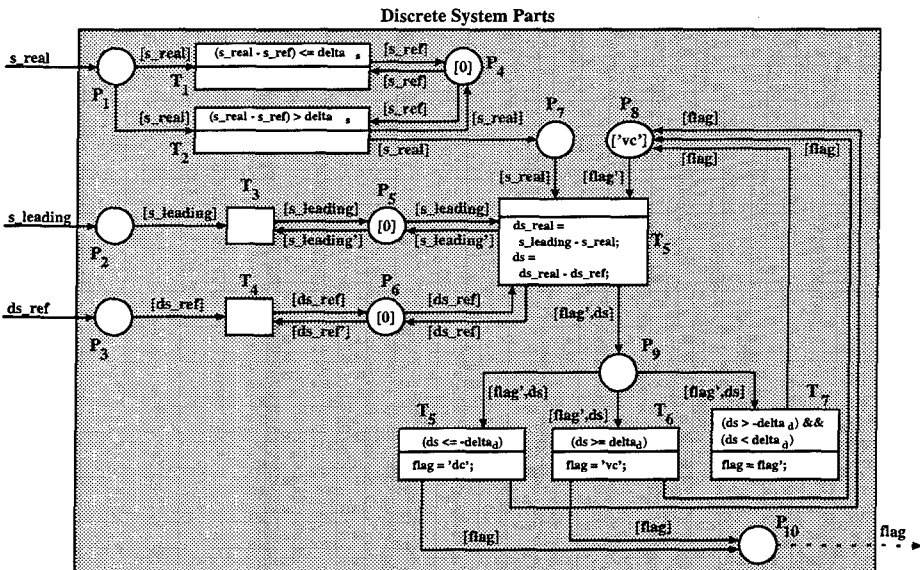 Discrete System Parts
s_real
P1
[s_real]
(s_real - s_ref) <= delta s
T1
[s_ref]
[s_ref]
[0]
P4
[s_ref]
[s_real]
(s_real - s_ref) > delta s
T2
[s_real]
[s_real]
P7
P8
['vc']
[flag]
[flag]
[flag]
[s_real]
[flag']
s_leading
P2
[s_leading]
T3
[s_leading]
[s_leading']
P5
[0]
[s_leading]
[s_leading']
ds_real =
s_leading - s_real;
ds =
ds_real - ds_ref;
T5
ds_ref
P3
[ds_ref]
T4
[ds_ref]
[ds_ref']
P6
[0]
[ds_ref]
[ds_ref]
[flag',ds]
P9
[flag',ds]
[flag',ds]
[flag',ds]
T5
(ds <= -delta d)
flag = 'dc';
T6
(ds >= delta d)
flag = 'vc';
T7
(ds > -delta d) &&
(ds < delta d)
flag = flag';
[flag]
[flag]
P10
flag